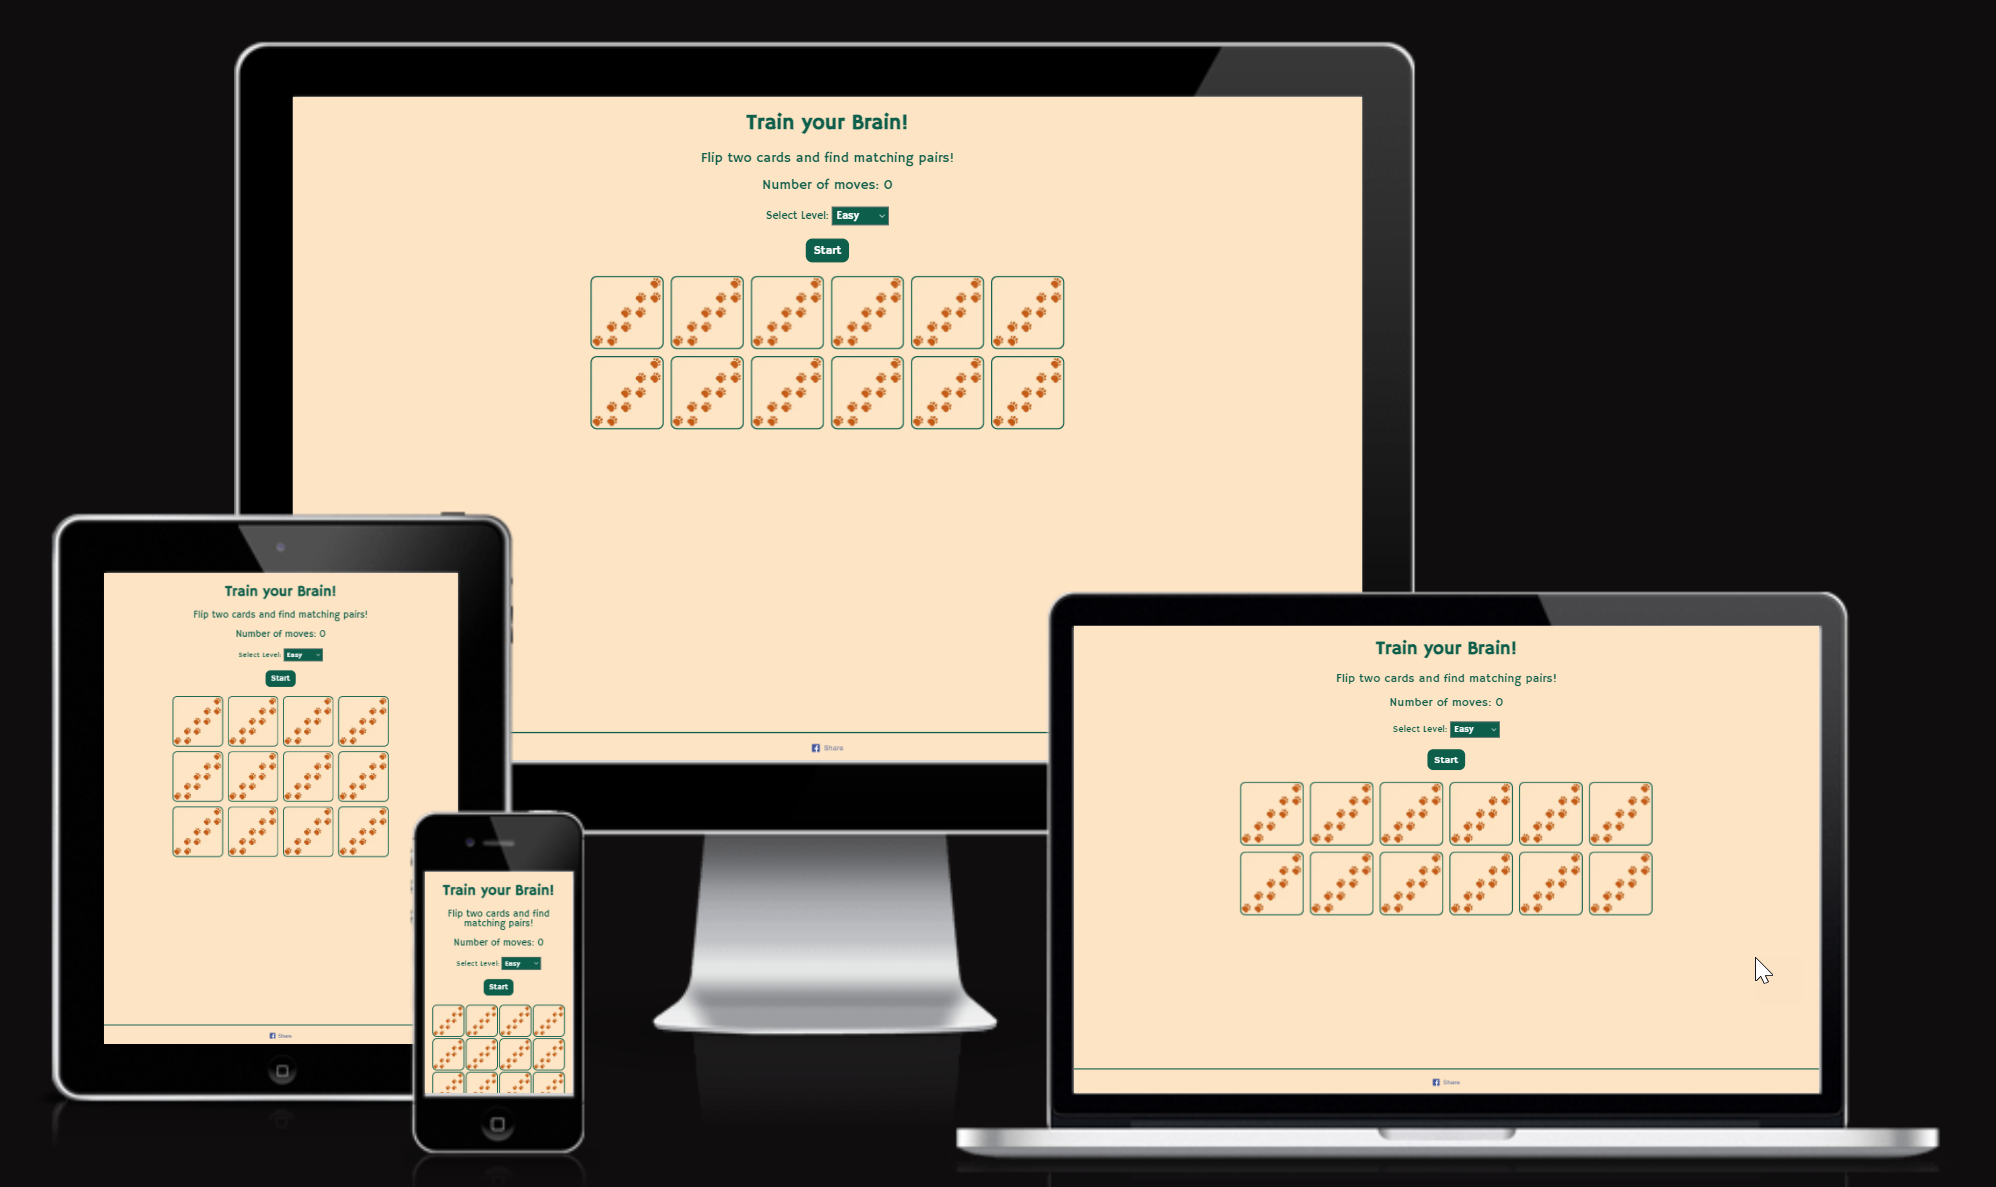 Train your Brain!
Flip two cards and find matching pairs!
Number of moves: 0
Select Level: Easy
Start
Share
Train your Brain!
Flip two cards and find matching pairs!
Number of moves: 0
Select Level: Easy
Start
Share
Train your Brain!
Flip two cards and find
matching pairs!
Number of moves: 0
Select Level: Easy
Start
Train your Brain!
Flip two cards and find matching pairs!
Number of moves: 0
Select Level: Easy
Start
Share